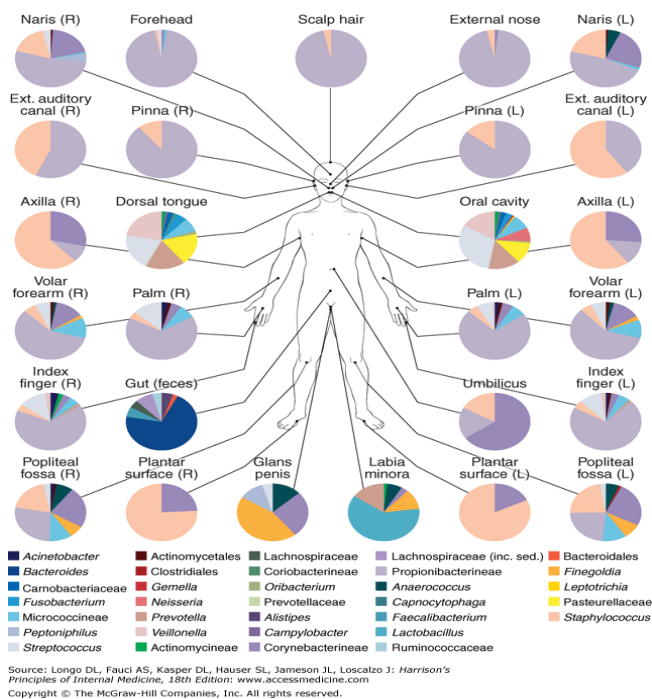 Naris (R)
Forehead
Scalp hair
External nose
Naris (L)
Ext. auditory
canal (R)
Pinna (R)
Pinna (L)
Ext. auditory
canal (L)
Axilla (R)
Dorsal tongue
Oral cavity
Axilla (L)
Volar
forearm (R)
Palm (R)
Palm (L)
Volar
forearm (L)
Index
finger (R)
Gut (feces)
Umbilicus
Index
finger (L)
Popliteal
fossa (R)
Plantar
surface (R)
Glans
penis
Labia
minora
Plantar
surface (L)
Popliteal
fossa (L)
Acinetobacter
Bacteroides
Carnobacteriaceae
Fusobacterium
Micrococcineae
Peptoniphilus
Streptococcus
Actinomycetales
Clostridiales
Gemella
Neisseria
Prevotella
Veillonella
Actinomycineae
Lachnospiraceae
Coriobacterineae
Oribacterium
Prevotellaceae
Alistipes
Campylobacter
Corynebacterineae
Lachnospiraceae (inc. sed.)
Propionibacterineae
Anaerococcus
Capnocytophaga
Faecalibacterium
Lactobacillus
Ruminococcaceae
Bacteroidales
Finegoldia
Leptotrichia
Pasteurellaceae
Staphylococcus
Source: Longo DL, Fauci AS, Kasper DL, Hauser SL, Jameson JL, Loscalzo J: Harrison's
Principles of Internal Medicine, 18th Edition: www.accessmedicine.com
Copyright © The McGraw-Hill Companies, Inc. All rights reserved.